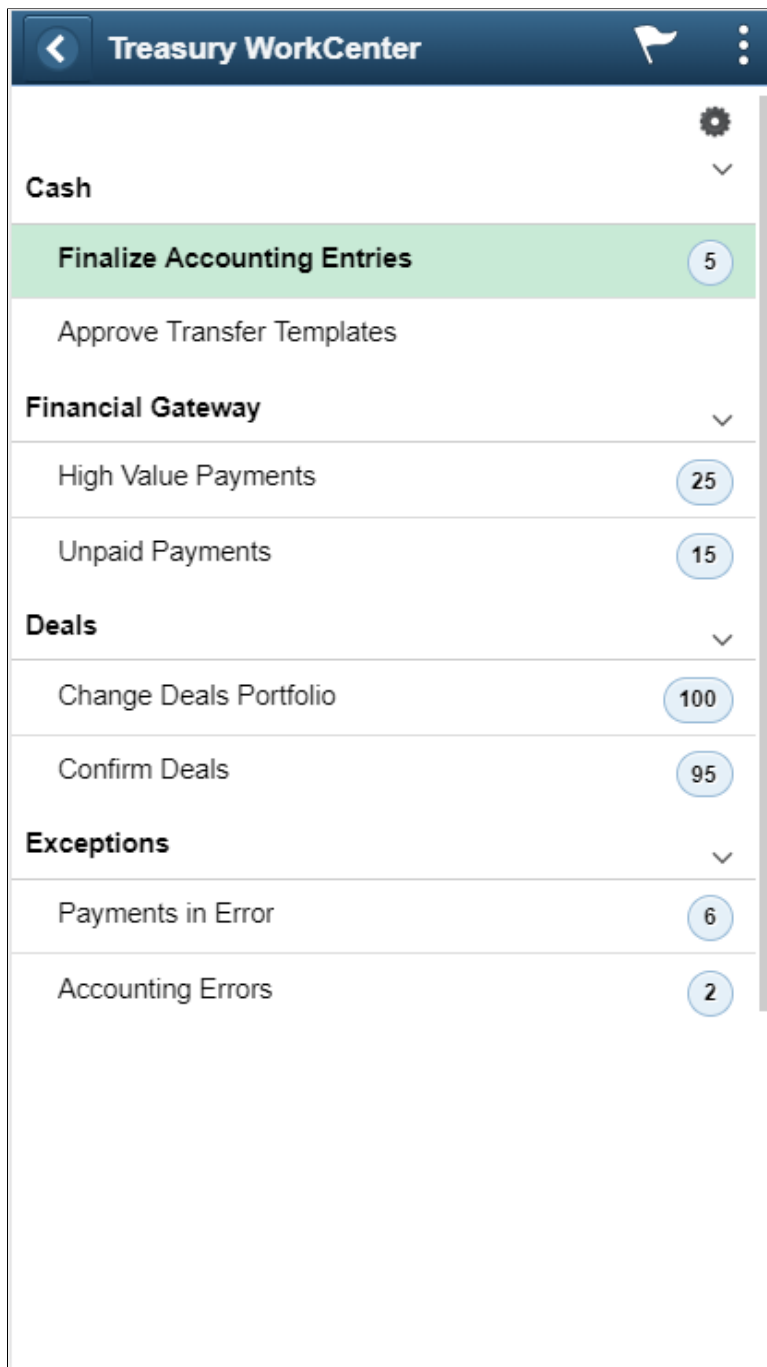 Treasury WorkCenter
Cash
Finalize Accounting Entries 5
Approve Transfer Templates
Financial Gateway
High Value Payments 25
Unpaid Payments 15
Deals
Change Deals Portfolio 100
Confirm Deals 95
Exceptions
Payments in Error 6
Accounting Errors 2